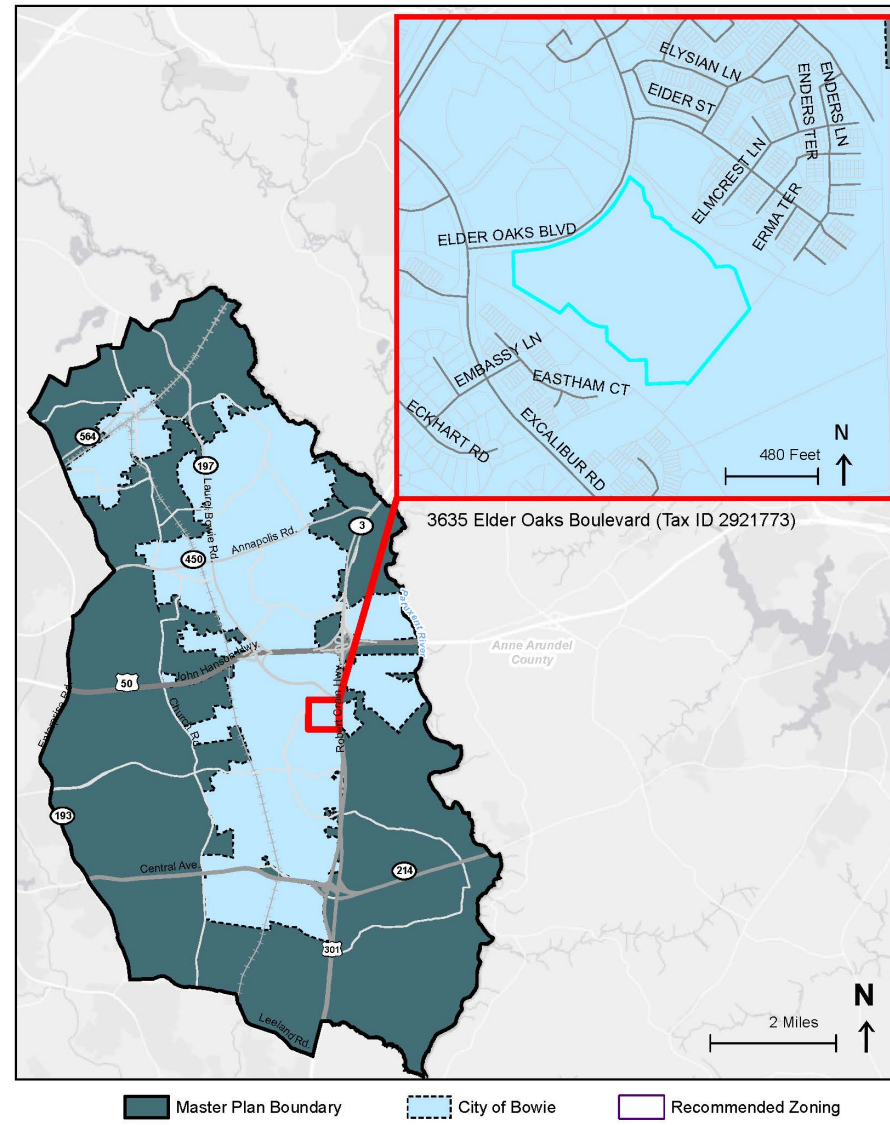 ELYSIAN LN
EIDER ST
ENDERS TER
ENDERS LN
ELMCREST LN
ERMA TER
ELDER OAKS BLVD
EMBASSY LN
EASTHAM CT
ECKHART RD
EXCALIBUR RD
480 Feet
N
3635 Elder Oaks Boulevard (Tax ID 2921773)
564
197
Laurel Bowie Rd.
3
Annapolis Rd.
450
Patuxent River
Anne Arundel
County
John Hanson Hwy.
50
Enterprise Rd.
Church Rd.
Robert Crain Hwy.
193
Central Ave.
214
301
Leeland Rd.
N
2 Miles
Master Plan Boundary
City of Bowie
Recommended Zoning